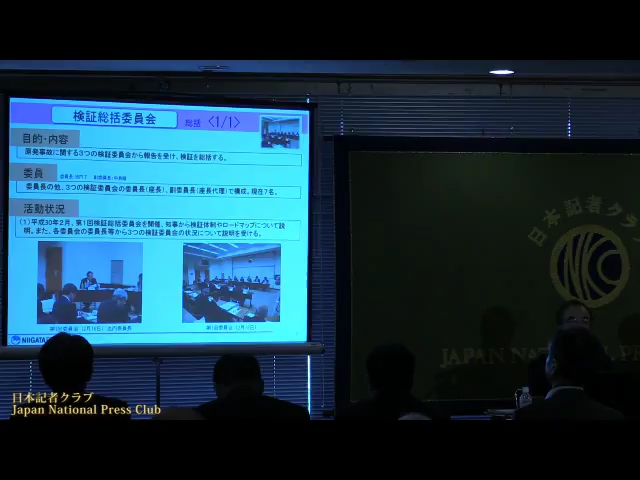 検証総括委員会
総括 〈1/1〉
目的・内容
原発事故に関する3つの検証委員会から報告を受け、検証を総括する。
委員
委員長の他、3つの検証委員会の委員長(座長)、副委員長(座長代理)で構成。現在7名。
活動状況
(1)平成30年2月、第1回検証総括委員会を開催、知事から検証体制やロードマップについて説
明。また、各委員会の委員長等から3つの検証委員会の状況について説明を受ける。
NIIGATA
日本記者クラブ
JAPAN NATIONAL PRESS
日本記者クラブ
Japan National Press Club